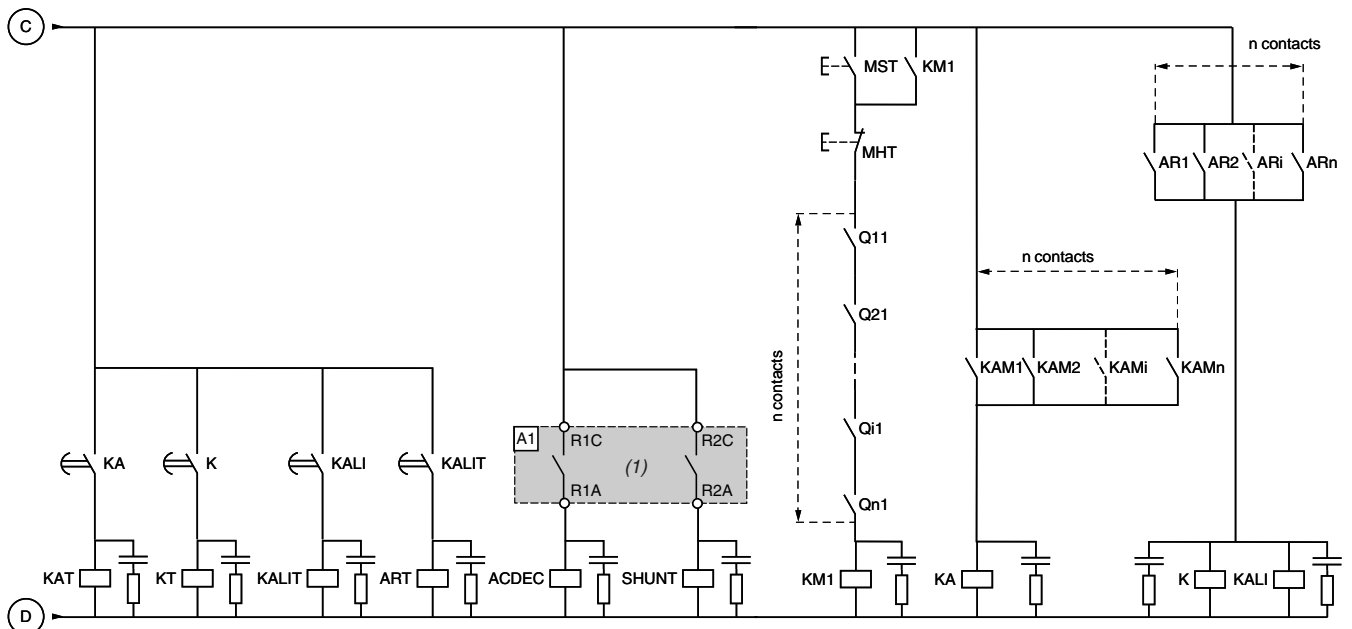 C
n contacts
MST
KM1
MHT
AR1
AR2
ARi
ARn
Q11
n contacts
Q21
n contacts
KAM1
KAM2
KAMi
KAMn
Qi1
A1
R1C
R2C
KA
K
KALI
KALIT
(1)
R1A
R2A
Qn1
KAT
KT
KALIT
ART
ACDEC
SHUNT
KM1
KA
K
KALI
D